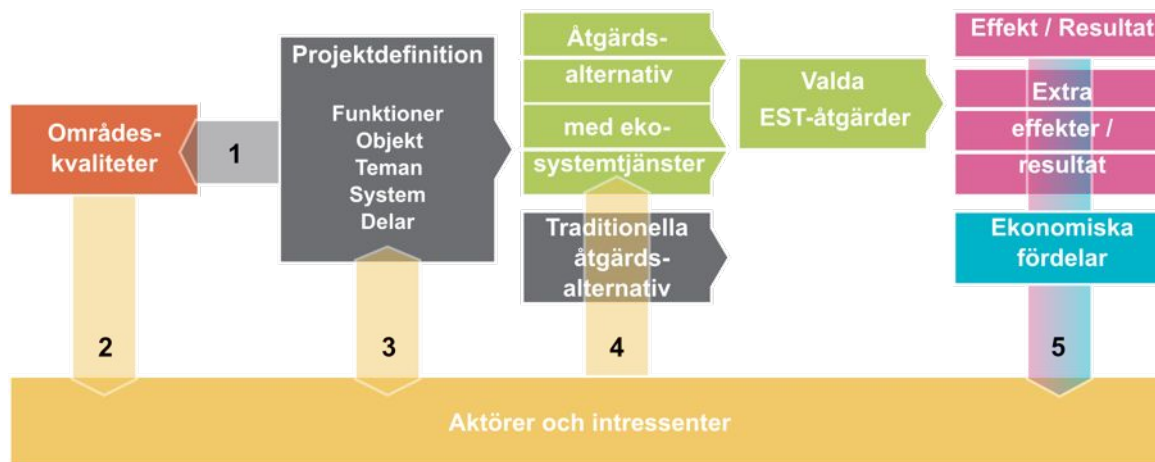 Områdes-
kvaliteter
1
Projektdefinition
Funktioner
Objekt
Teman
System
Delar
Åtgärds-
alternativ
med eko-
systemtjänster
Traditionella
åtgärds-
alternativ
Valda
EST-åtgärder
Effekt / Resultat
Extra
effekter /
resultat
Ekonomiska
fördelar
2
3
4
5
Aktörer och intressenter